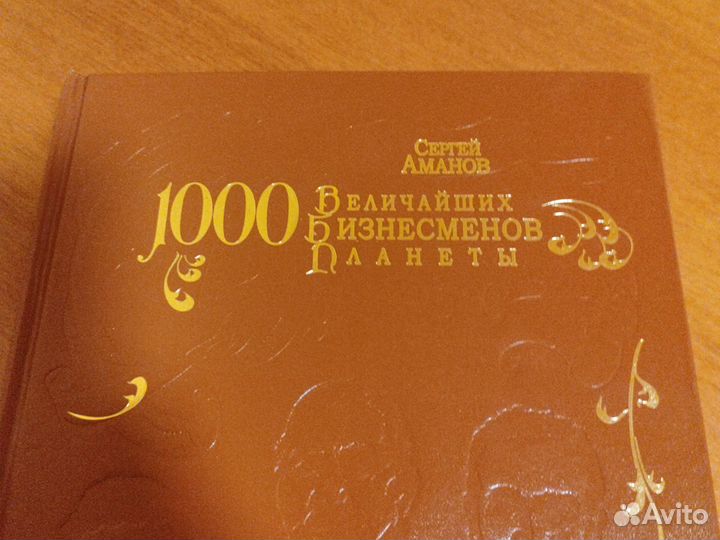 Сергей
Аманов
1000 Величайших
Бизнесменов
Планеты
Avito